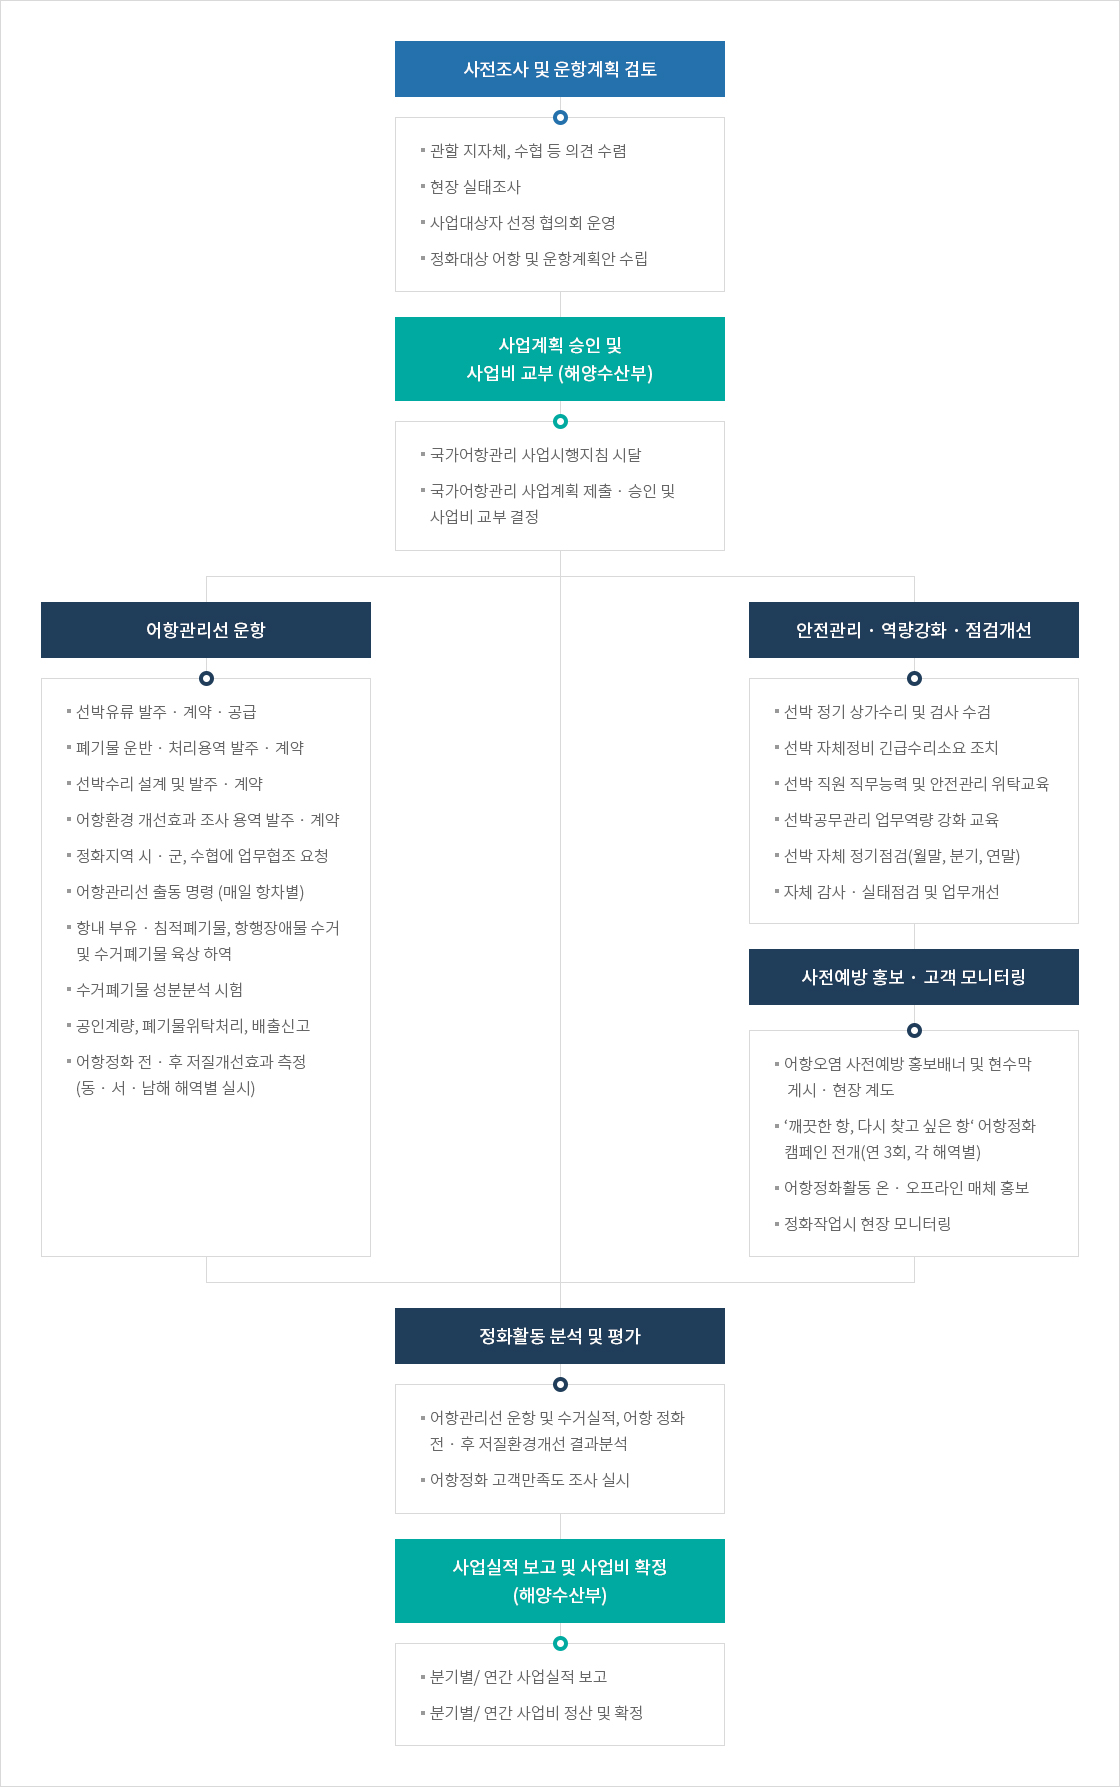 사전조사 및 운항계획 검토
관할 지자체, 수협 등 의견 수렴
현장 실태조사
사업대상자 선정 협의회 운영
정화대상 어항 및 운항계획안 수립
사업계획 승인 및
사업비 교부 (해양수산부)
국가어항관리 사업시행지침 시달
국가어항관리 사업계획 제출 · 승인 및
사업비 교부 결정
어항관리선 운항
선박유류 발주 · 계약 · 공급
폐기물 운반 · 처리용역 발주 · 계약
선박수리 설계 및 발주 · 계약
어항환경 개선효과 조사 용역 발주 · 계약
정화지역 시 · 군, 수협에 업무협조 요청
어항관리선 출동 명령 (매일 항차별)
항내 부유 · 침적폐기물, 항행장애물 수거
및 수거폐기물 육상 하역
수거폐기물 성분분석 시험
공인계량, 폐기물위탁처리, 배출신고
어항정화 전 · 후 저질개선효과 측정
(동 · 서 · 남해 해역별 실시)
안전관리 · 역량강화 · 점검개선
선박 정기 상가수리 및 검사 수검
선박 자체정비 긴급수리소요 조치
선박 직원 직무능력 및 안전관리 위탁교육
선박공무관리 업무역량 강화 교육
선박 자체 정기점검(월말, 분기, 연말)
자체 감사 · 실태점검 및 업무개선
사전예방 홍보 · 고객 모니터링
어항오염 사전예방 홍보배너 및 현수막
게시 · 현장 계도
‘깨끗한 항, 다시 찾고 싶은 항‘ 어항정화
캠페인 전개(연 3회, 각 해역별)
어항정화활동 온 · 오프라인 매체 홍보
정화작업시 현장 모니터링
정화활동 분석 및 평가
어항관리선 운항 및 수거실적, 어항 정화
전 · 후 저질환경개선 결과분석
어항정화 고객만족도 조사 실시
사업실적 보고 및 사업비 확정
(해양수산부)
분기별/ 연간 사업실적 보고
분기별/ 연간 사업비 정산 및 확정